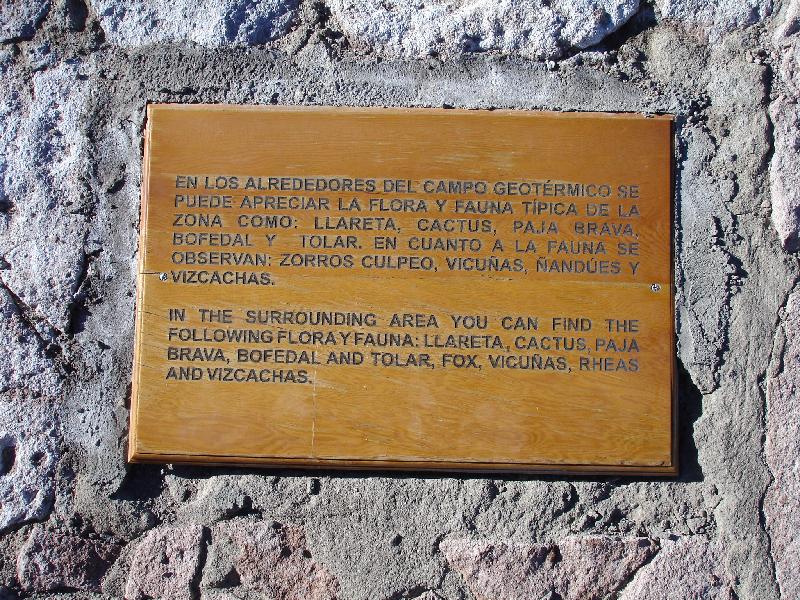 EN LOS ALREDEDORES DEL CAMPO GEOTÉRMICO SE
PUEDE APRECIAR LA FLORA Y FAUNA TÍPICA DE LA
ZONA COMO: LLARETA, CACTUS, PAJA BRAVA,
BOFEDAL Y TOLAR. EN CUANTO A LA FAUNA SE
OBSERVAN: ZORROS CULPEO, VICUÑAS, ÑANDÚES Y
VIZCACHAS.
IN THE SURROUNDING AREA YOU CAN FIND THE
FOLLOWING FLORA Y FAUNA: LLARETA, CACTUS, PAJA
BRAVA, BOFEDAL AND TOLAR, FOX, VICUÑAS, RHEAS
AND VIZCACHAS.